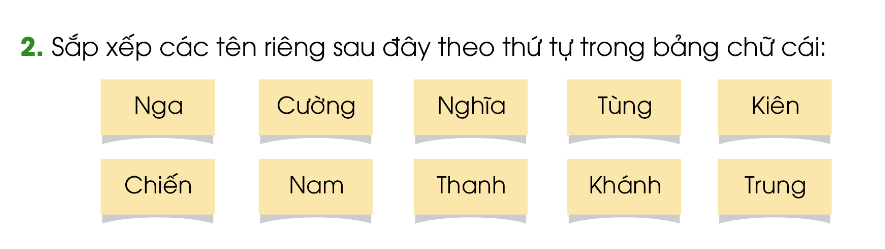 2. Sắp xếp các tên riêng sau đây theo thứ tự trong bảng chữ cái:
Nga Cường Nghĩa Tùng Kiên
Chiến Nam Thanh Khánh Trung